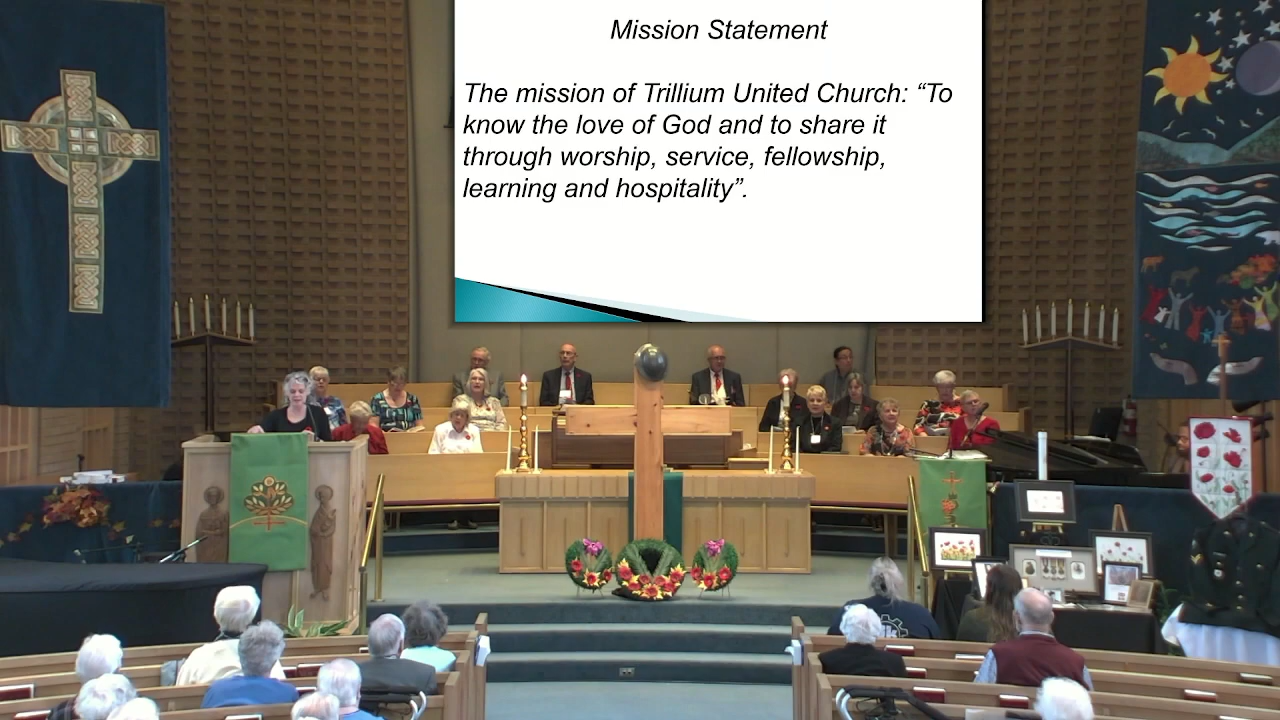 Mission Statement
The mission of Trillium United Church: “To
know the love of God and to share it
through worship, service, fellowship,
learning and hospitality”.